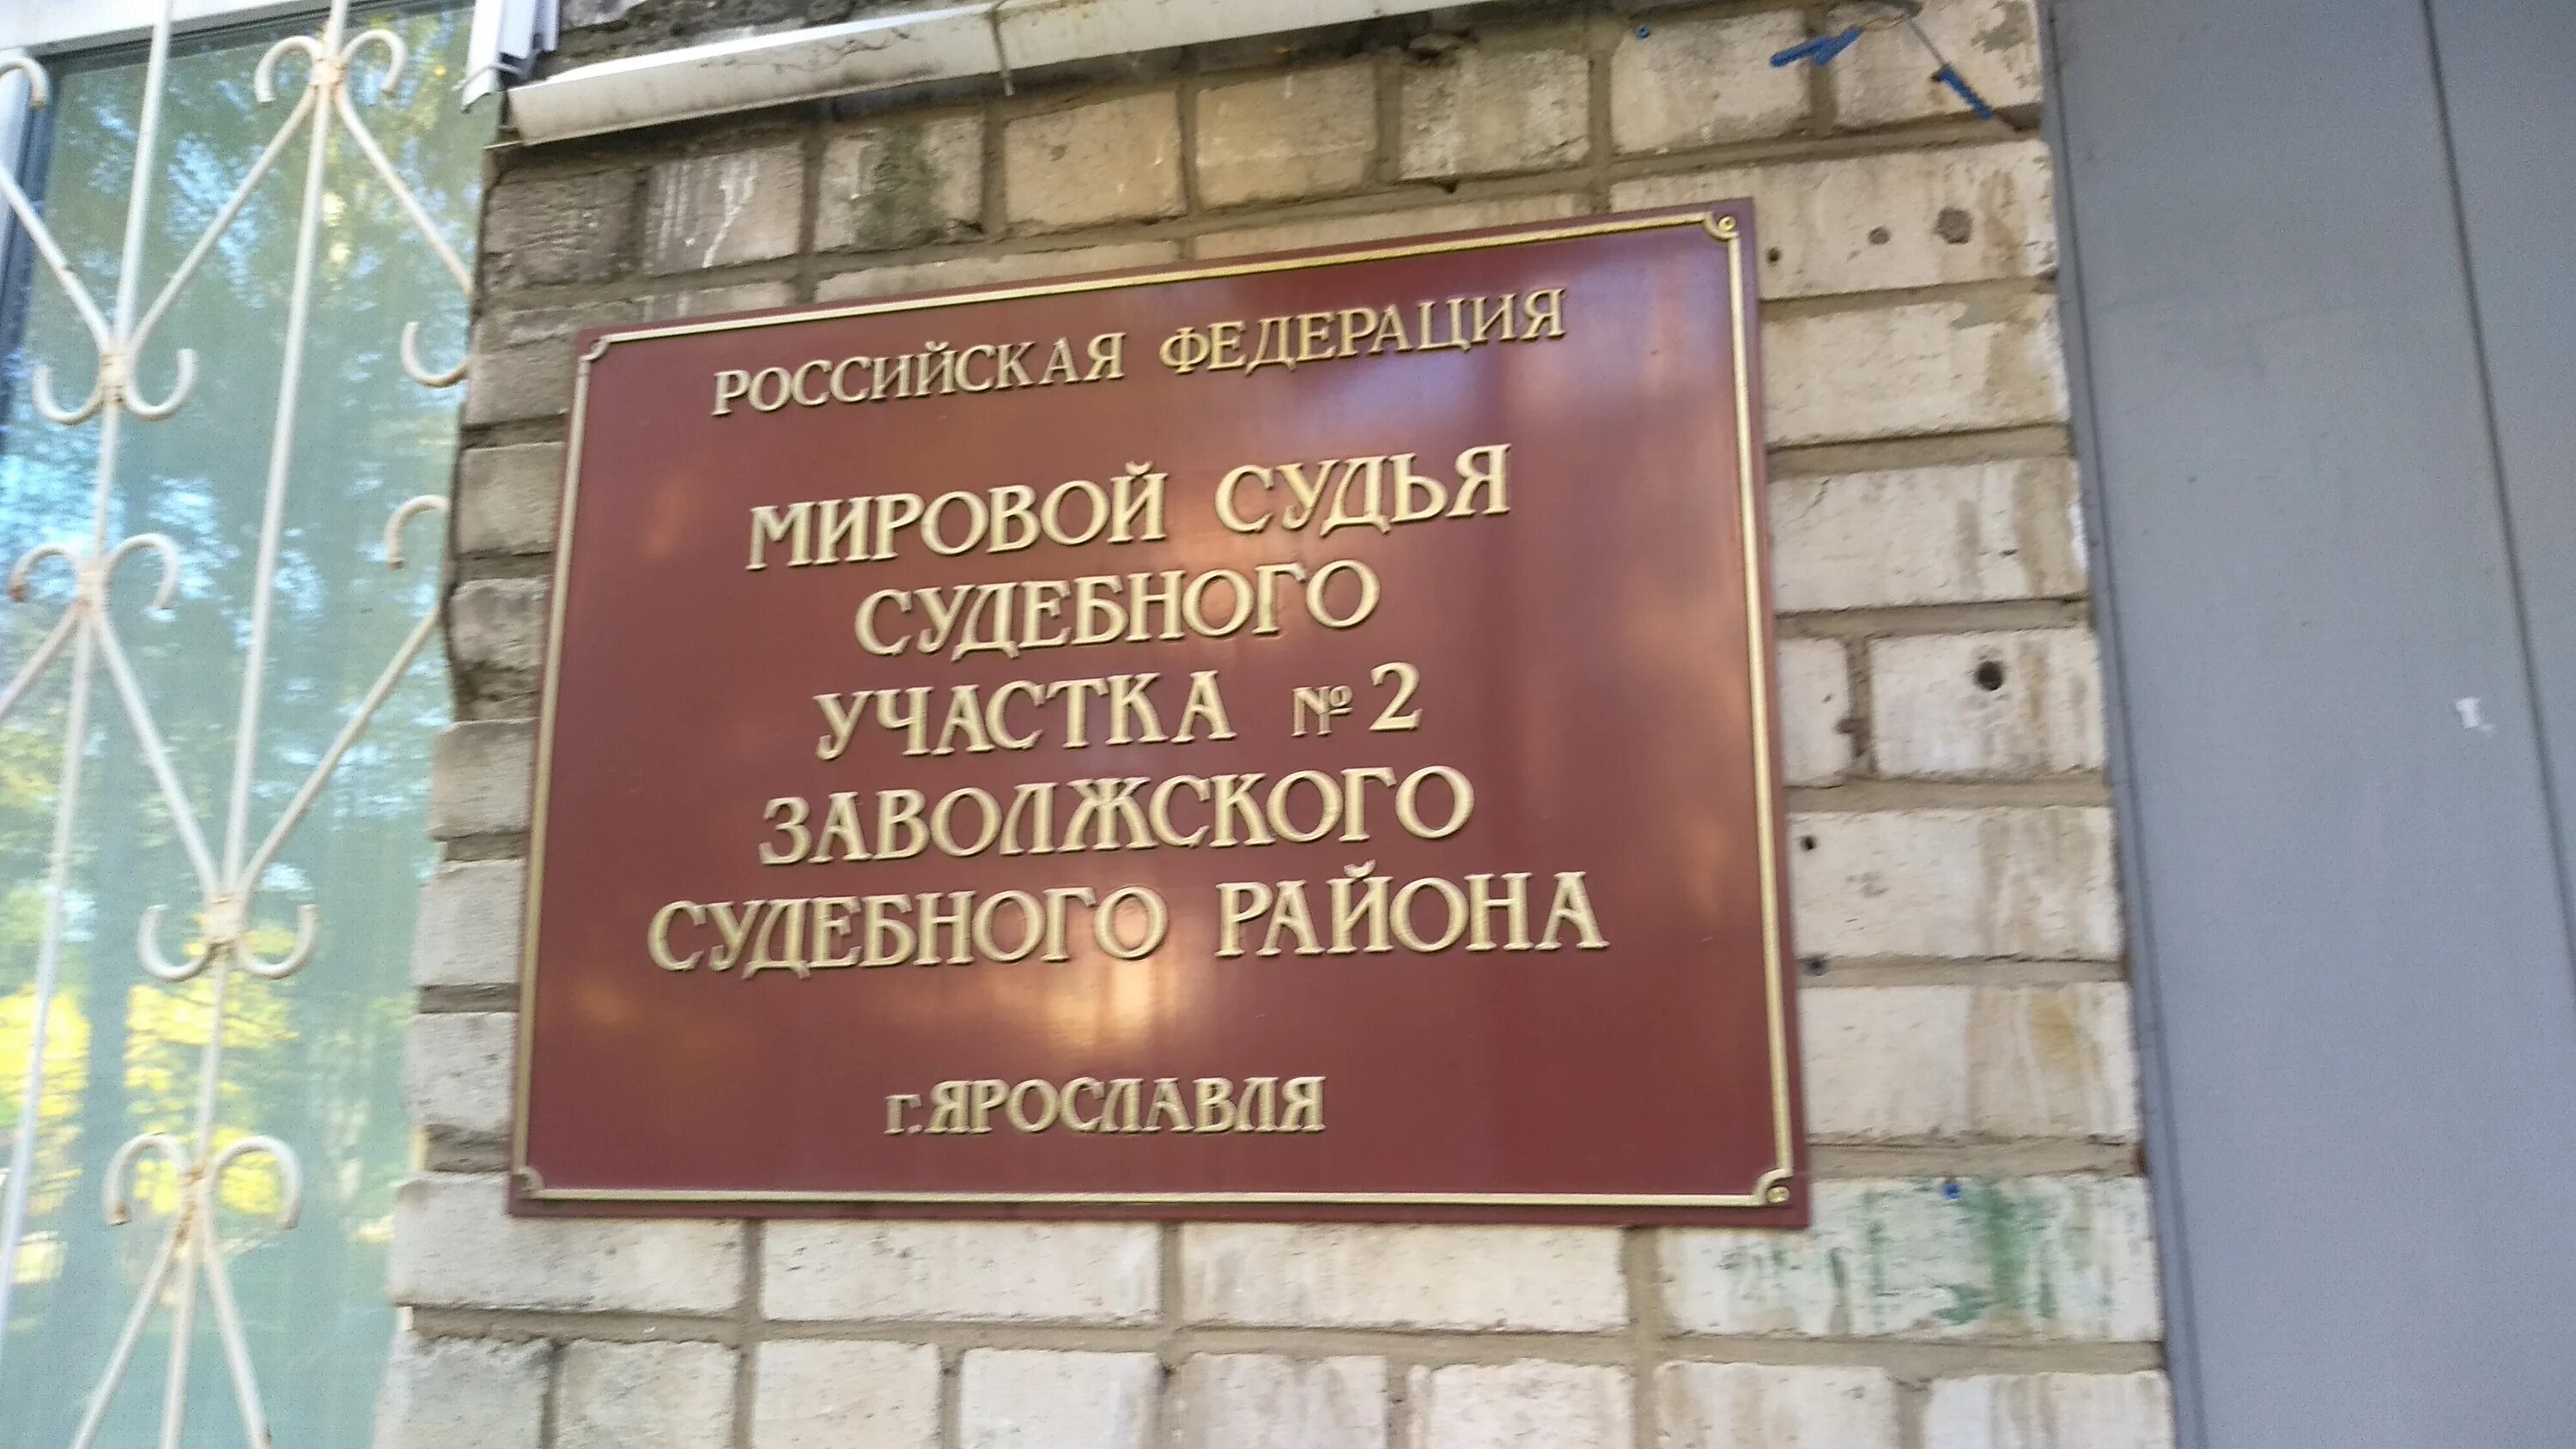 РОССИЙСКАЯ ФЕДЕРАЦИЯ
МИРОВОЙ СУДЬЯ
СУДЕБНОГО
УЧАСТКА №2
ЗАВОЛЖСКОГО
СУДЕБНОГО РАЙОНА
г.ЯРОСЛАВЛЯ